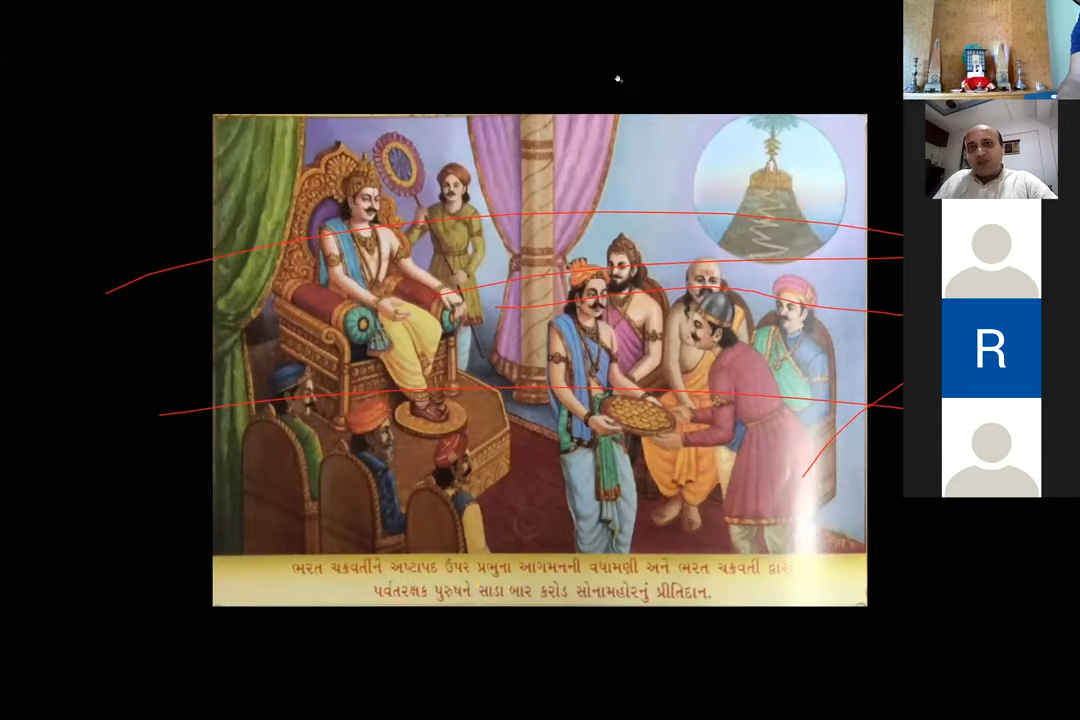 ભરત ચક્રવર્તીને અષ્ટાપદ ઉપર પ્રભુના આગમનની વધામણી અને ભરત ચક્રવર્તી
પર્વતરક્ષક પુરુષને સાડા બાર કરોડ સોનામહોરનું પ્રીતિદાન.
R